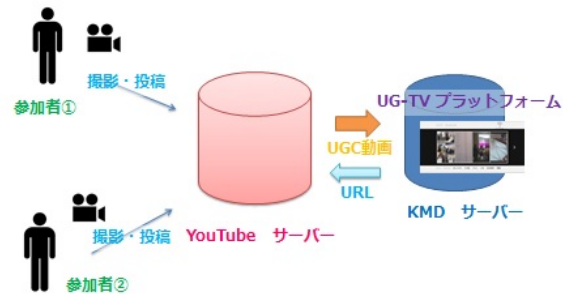 撮影・投稿
参加者①
UG-TV プラットフォーム
UGC動画
URL
KMD サーバー
撮影・投稿
YouTube サーバー
参加者②